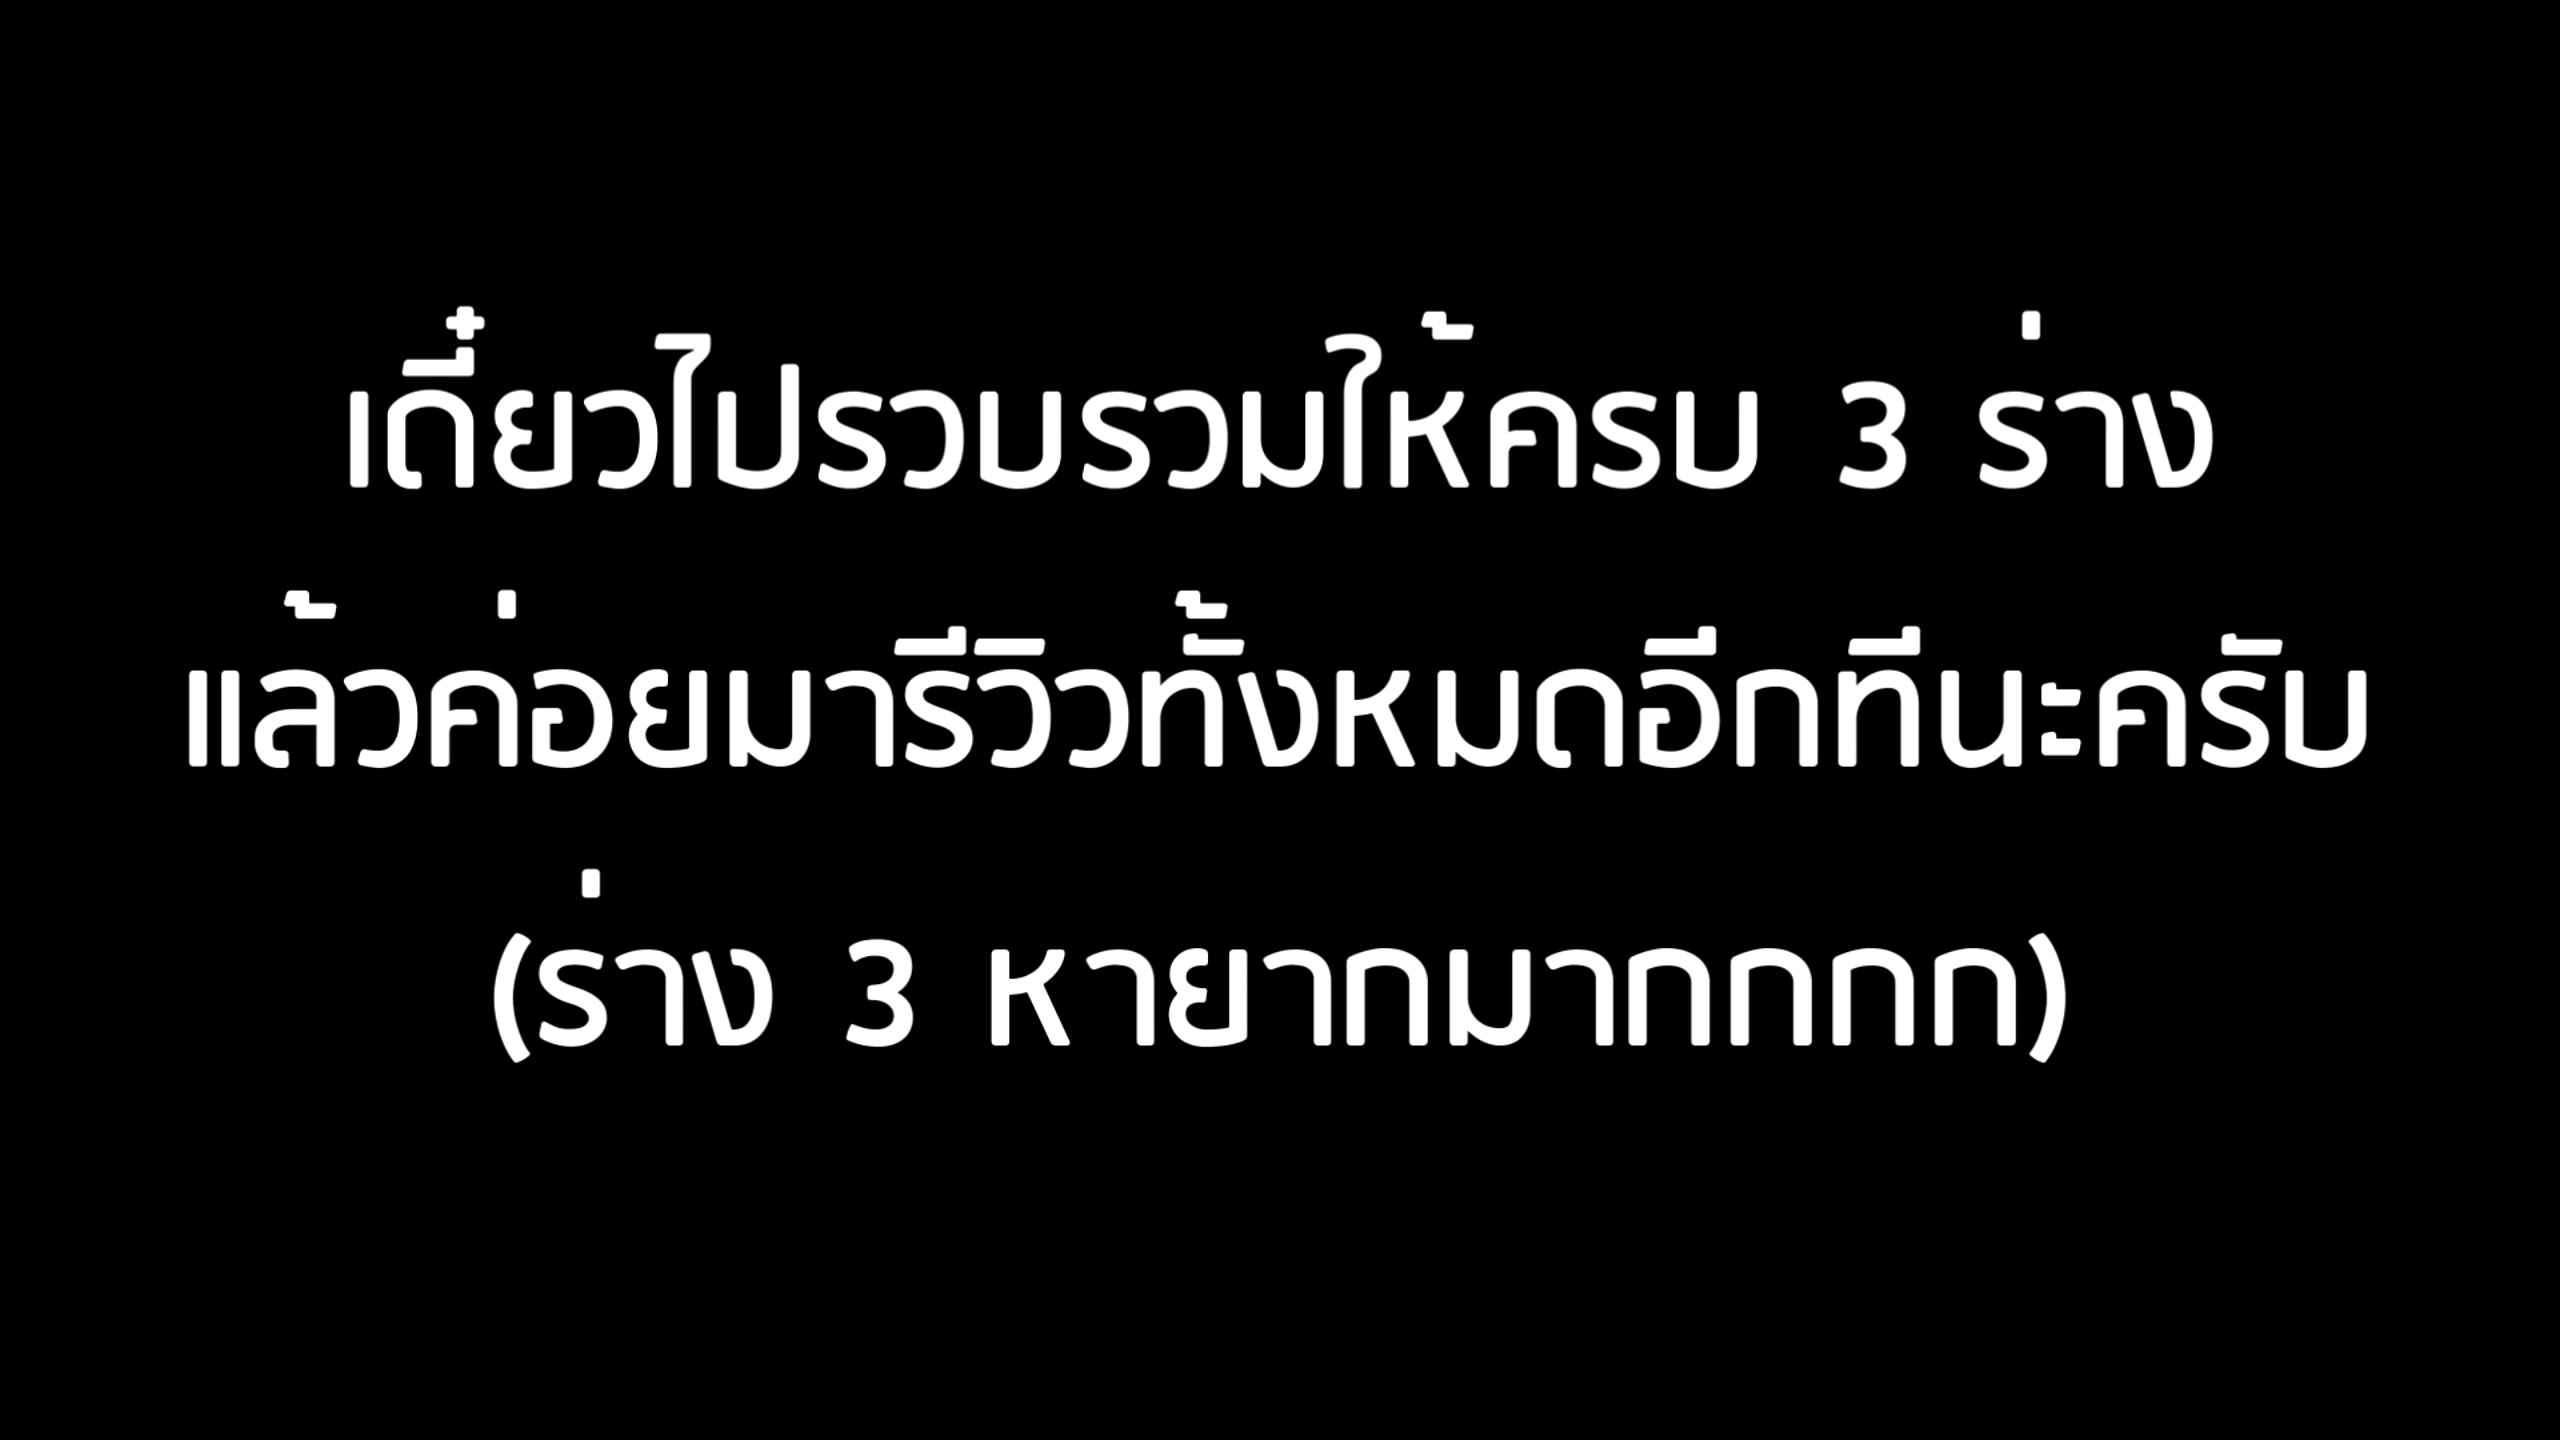 เดี๋ยวไปรวบรวมให้ครบ 3 ร่าง
แล้วค่อยมารีวิวทั้งหมดอีกทีนะครับ
(ร่าง 3 หายากมากกกก)